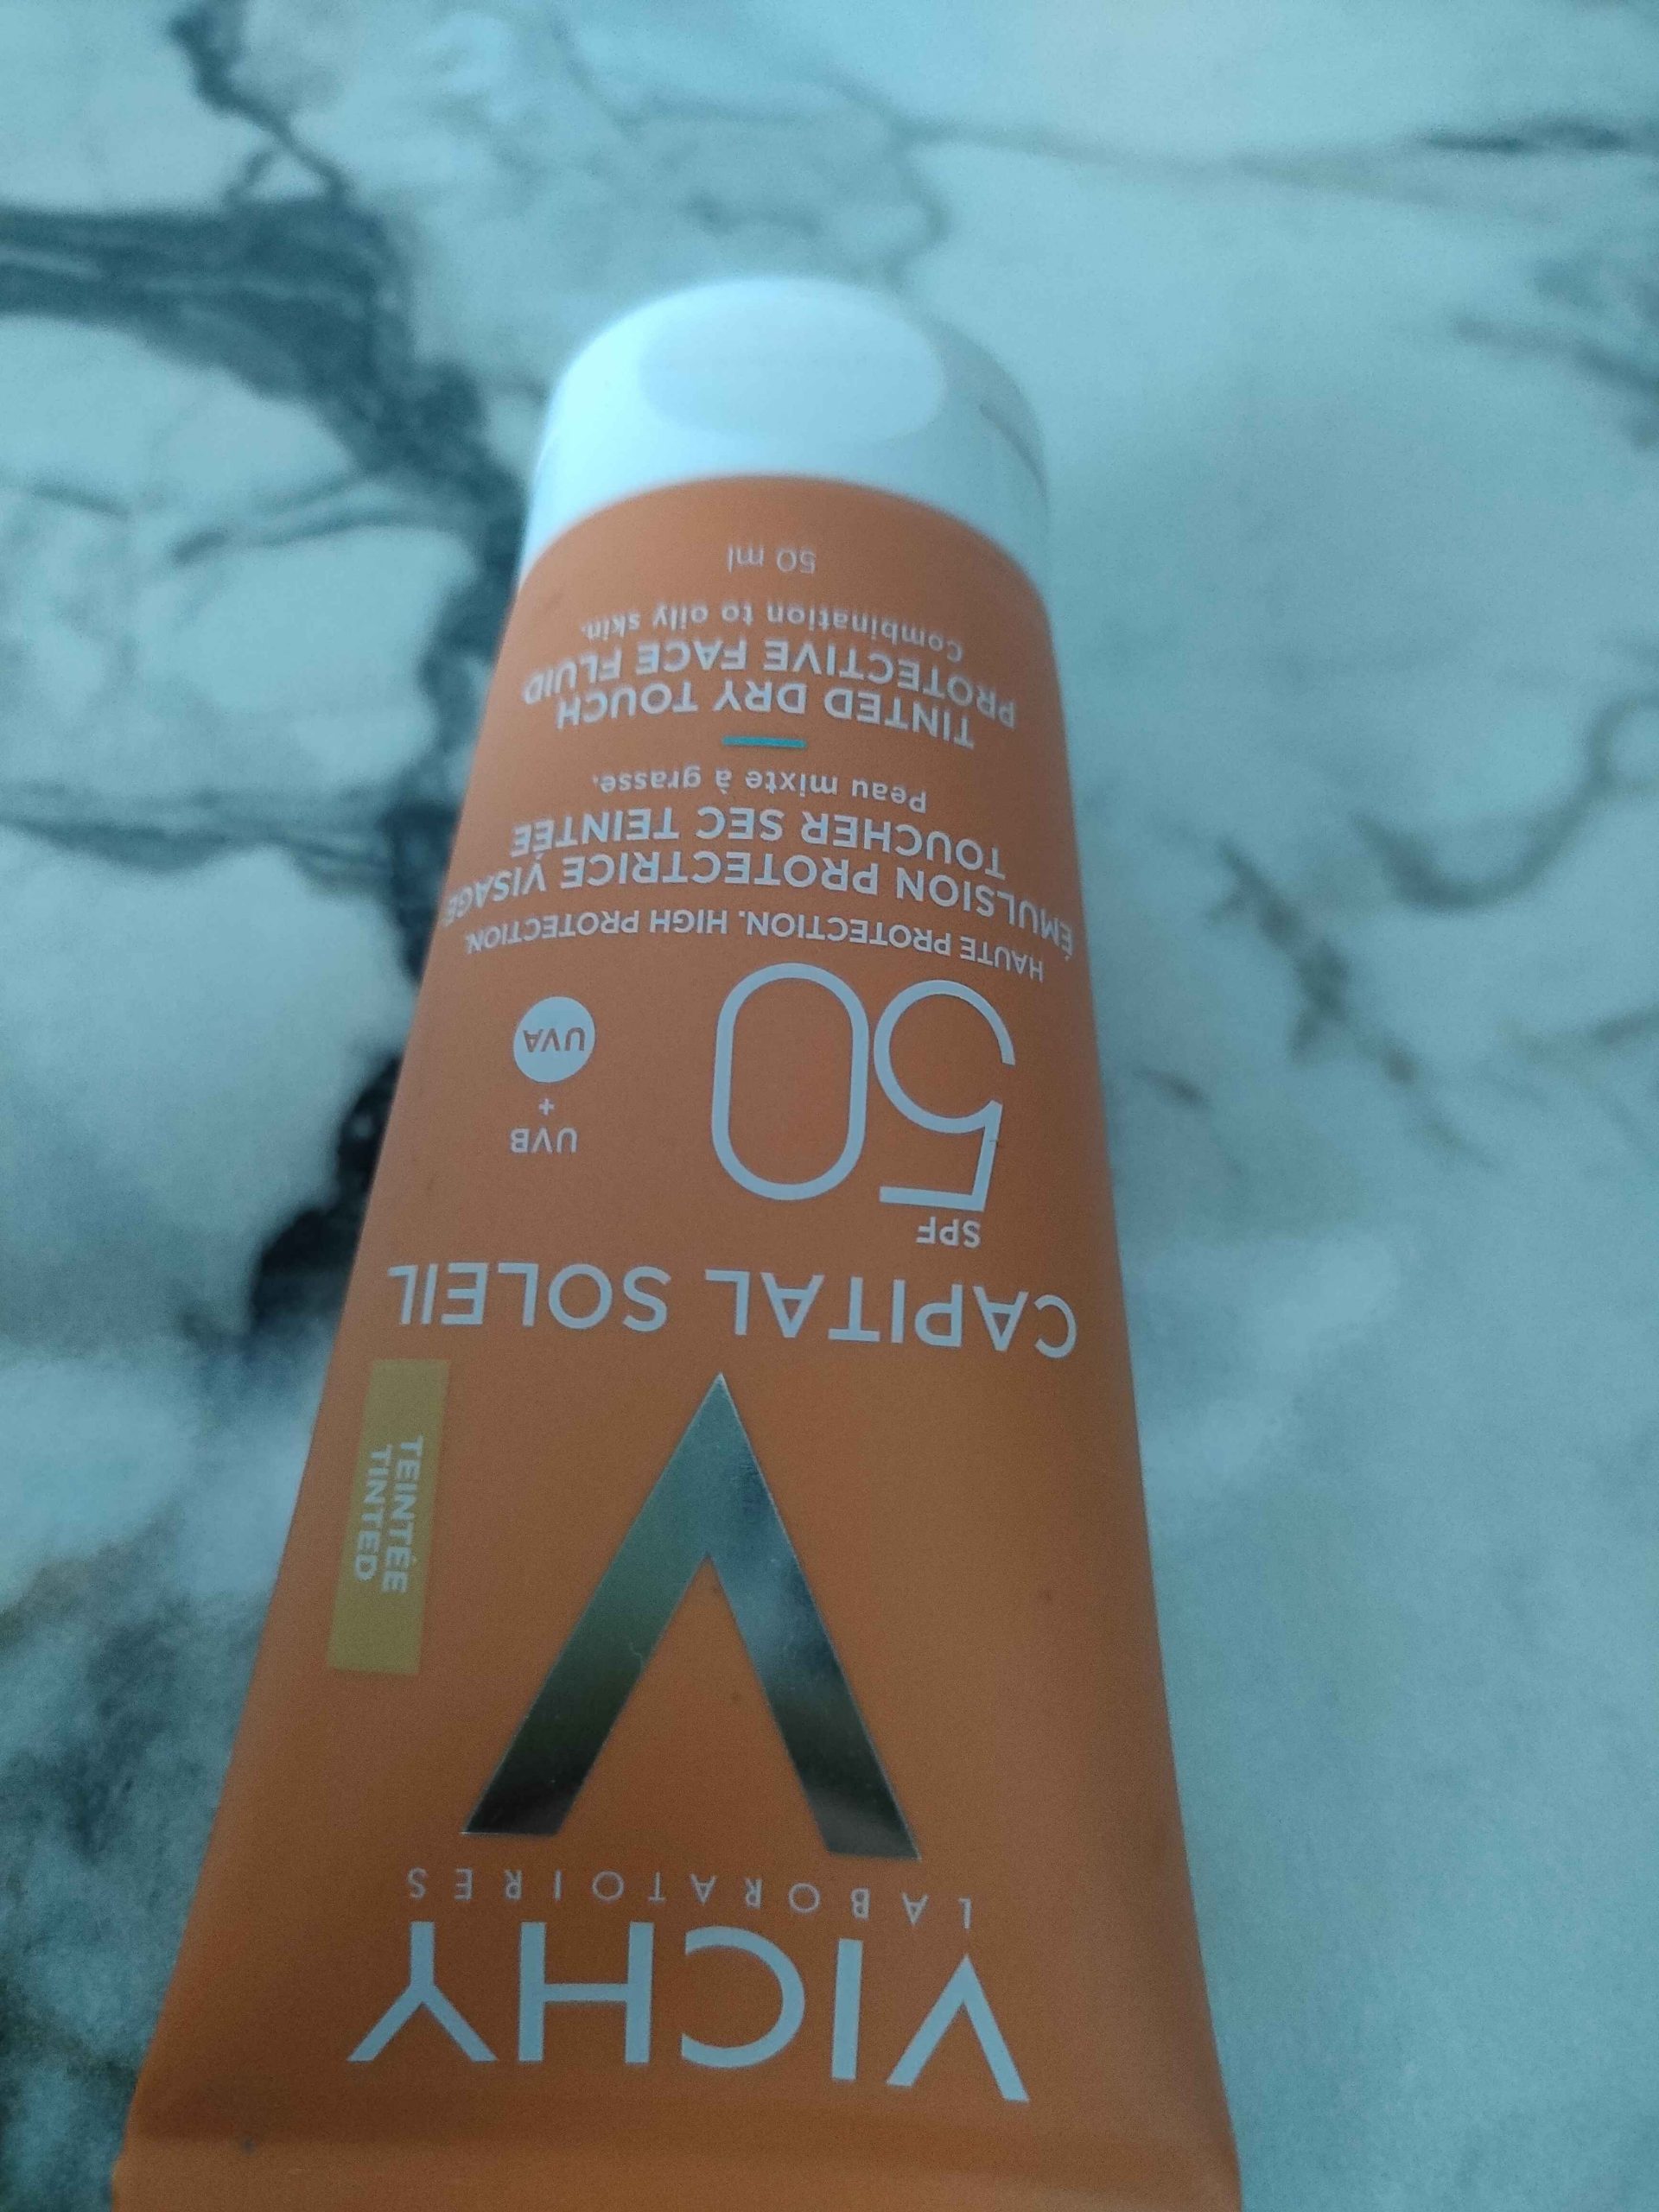 VICHY
LABORATOIRES
TEINTÉE
TINTED
CAPITAL SOLEIL
SPF
50
UVB
+
UVA
HAUTE PROTECTION. HIGH PROTECTION.
ÉMULSION PROTECTRICE VISAGE
TOUCHER SEC TEINTÉE
Peau mixte à grasse.
TINTED DRY TOUCH
PROTECTIVE FACE FLUID
Combination to oily skin.
50 ml